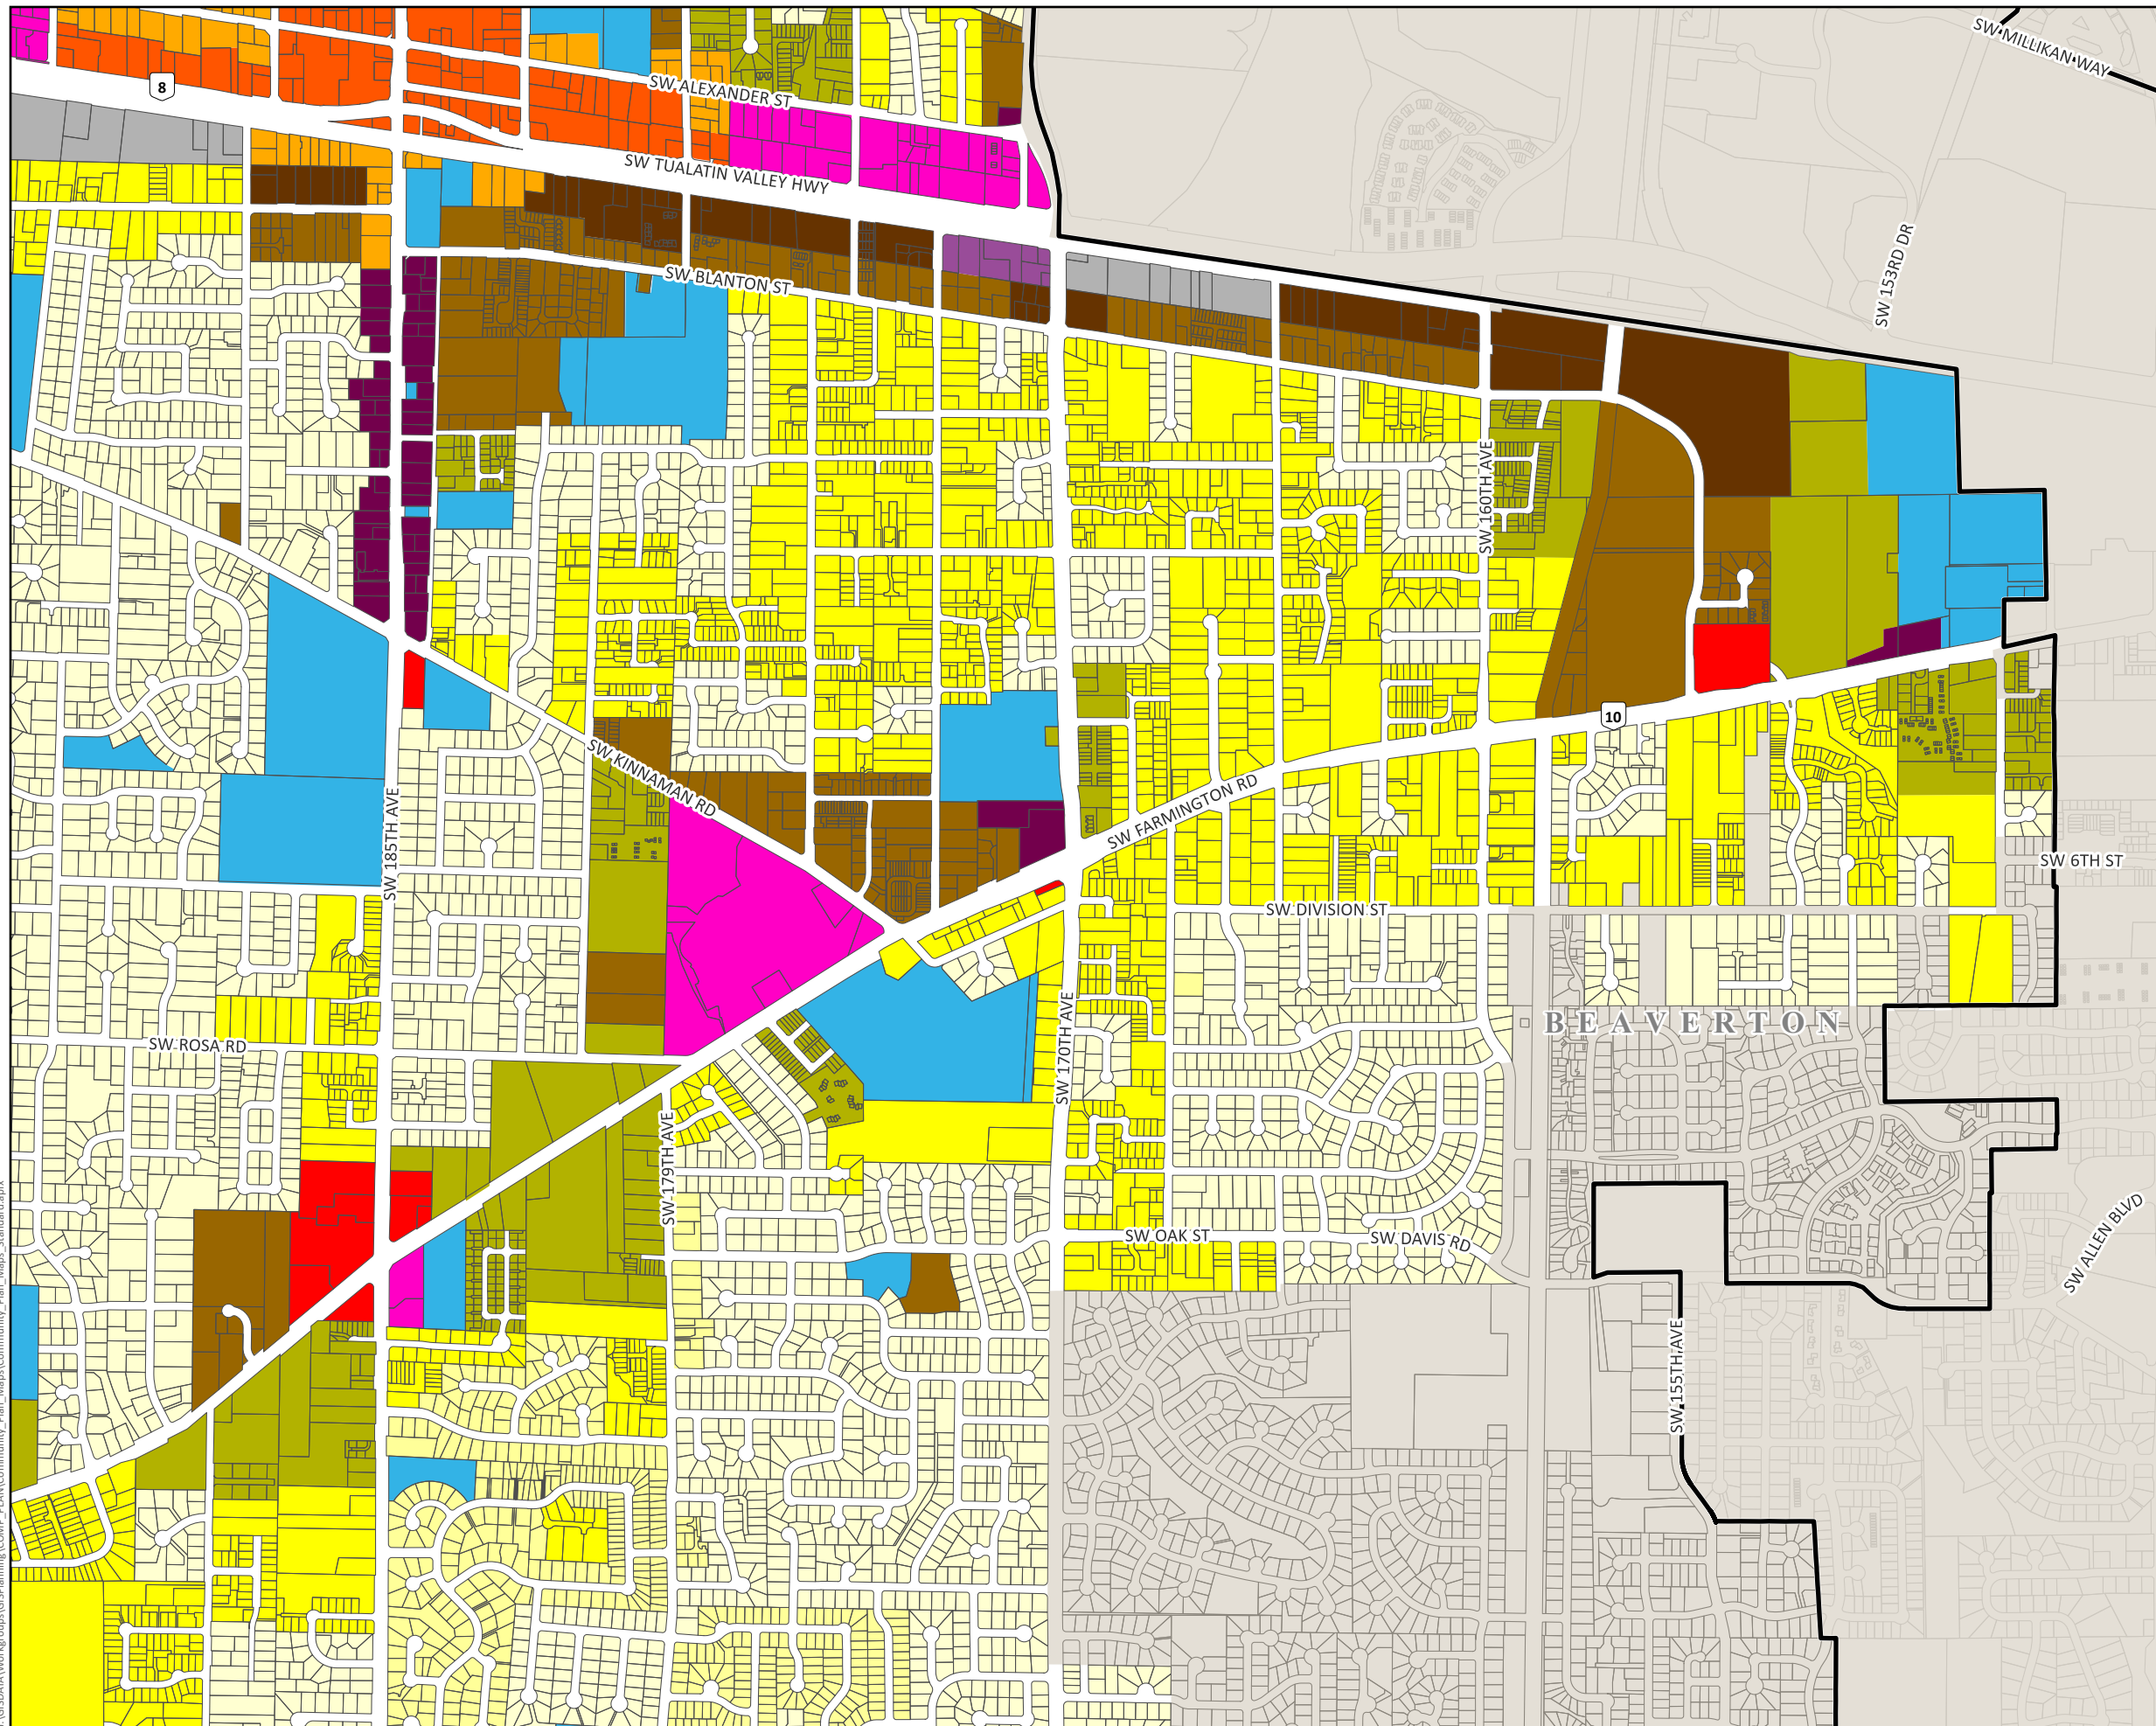 SW MILLIKAN WAY
8
SW ALEXANDER ST
SW TUALATIN VALLEY HWY
SW 153RD DR
SW BLANTON ST
SW 160TH AVE
10
SW KINNAMAN RD
SW 185TH AVE
SW FARMINGTON RD
SW 6TH ST
SW DIVISION ST
BEAVERTON
SW ROSA RD
SW 170TH AVE
SW 179TH AVE
SW OAK ST
SW DAVIS RD
SW ALLEN BLVD
SW 155TH AVE